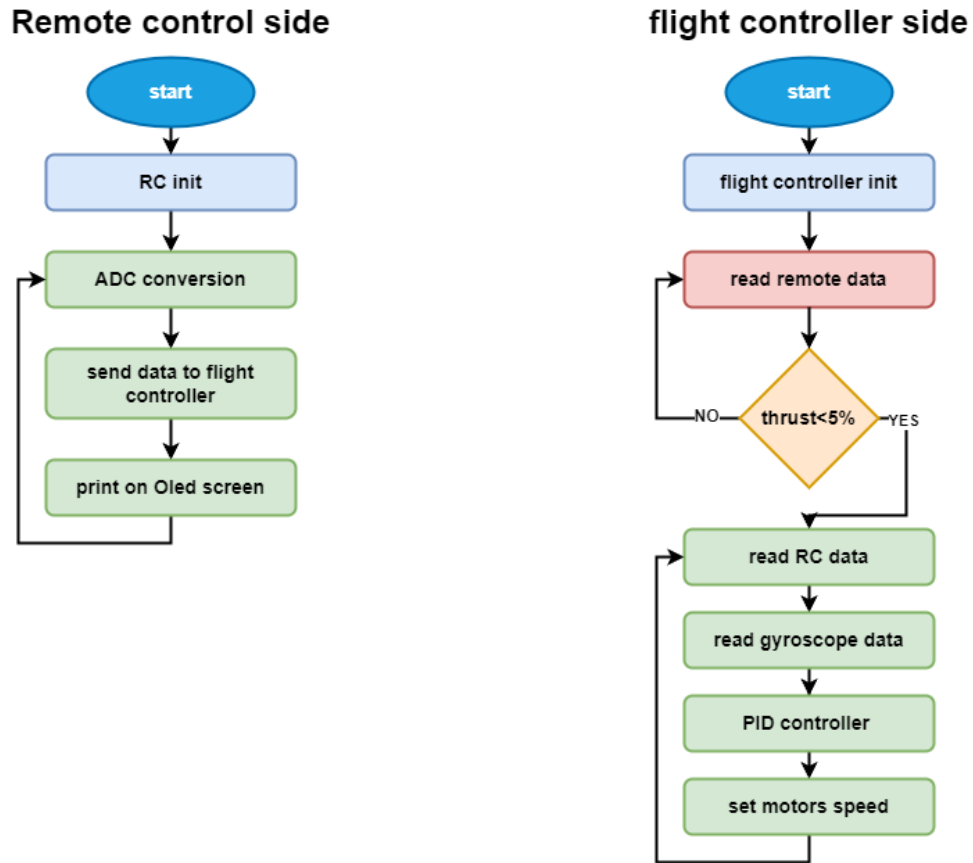 Remote control side
start
RC init
ADC conversion
send data to flight
controller
print on Oled screen
flight controller side
start
flight controller init
read remote data
thrust<5%
NO
YES
read RC data
read gyroscope data
PID controller
set motors speed